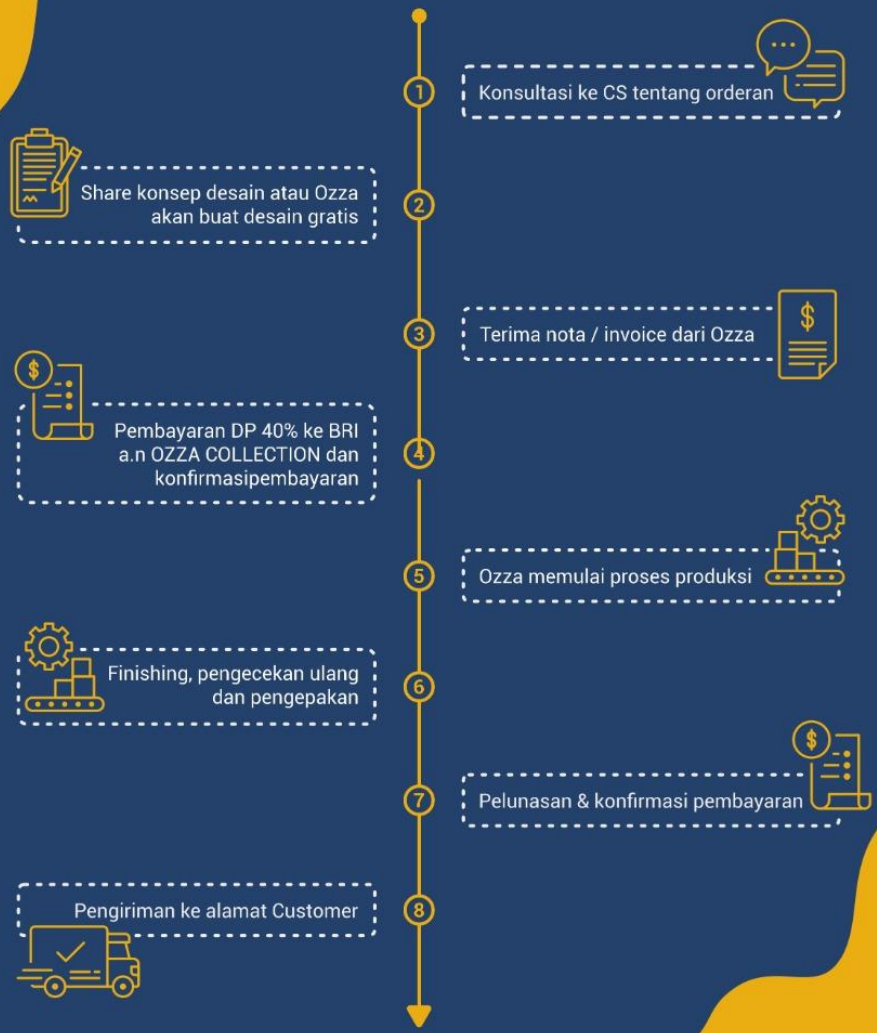 1
Konsultasi ke CS tentang orderan
Share konsep desain atau Ozza
akan buat desain gratis
2
3
Terima nota / invoice dari Ozza
Pembayaran DP 40% ke BRI
a.n OZZA COLLECTION dan
konfirmasipembayaran
4
5
Ozza memulai proses produksi
Finishing, pengecekan ulang
dan pengepakan
6
7
Pelunasan & konfirmasi pembayaran
Pengiriman ke alamat Customer
8